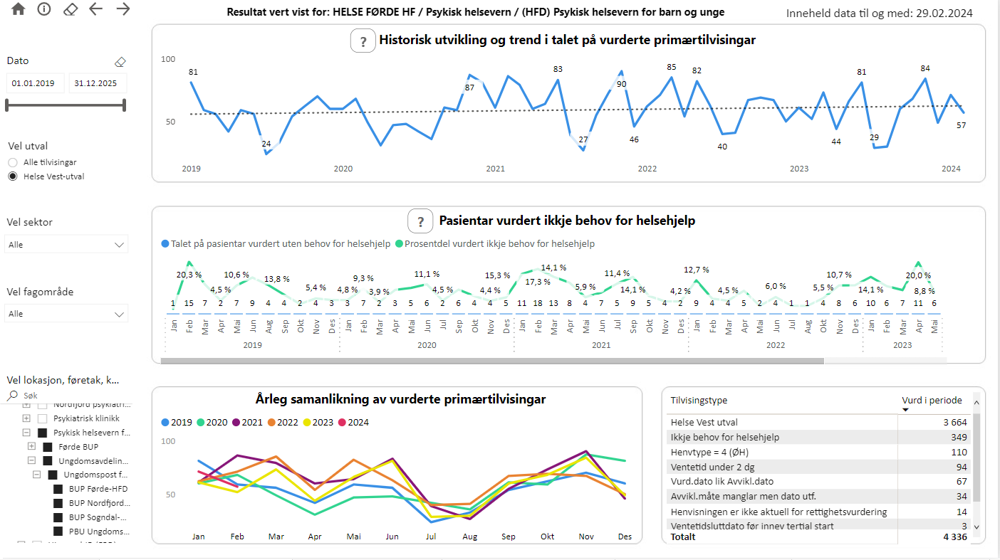 Resultat vert vist for: HELSE FØRDE HF / Psykisk helsevern / (HFD) Psykisk helsevern for barn og unge
Inneheld data til og med: 29.02.2024
Dato
01.01.2019 31.12.2025
Vel utval
Alle tilvisingar
Helse Vest-utval
Vel sektor
Alle
Vel fagområde
Alle
Vel lokasjon, føretak, k...
Søk
Nordfjord psykiatri...
Psykiatrisk klinikk
Psykisk helsevern f...
Førde BUP
Ungdomsavdelin...
Ungdomspost f...
BUP Førde-HFD
BUP Nordfjord...
BUP Sogndal-...
PBU Ungdoms...
? Historisk utvikling og trend i talet på vurderte primærtilvisingar
100
50
81 24 87 83 27 90 46 85 82 40 44 81 29 84 57
2019 2020 2021 2022 2023 2024
? Pasientar vurdert ikkje behov for helsehjelp
Talet på pasientar vurdert uten behov for helsehjelp Prosentdel vurdert ikkje behov for helsehjelp
20,3 % 4,5 % 10,6 % 13,8 % 5,4 % 4,8 % 9,3 % 3,9 % 11,1 % 4,5 % 4,4 % 15,3 % 17,3 % 14,1 % 5,9 % 11,4 % 14,1 % 4,2 % 12,7 % 4,5 % 6,0 % 5,5 % 10,7 % 14,1 % 20,0 % 8,8 %
1 15 7 2 7 9 4 4 2 4 2 3 7 2 3 5 6 2 6 4 4 5 11 18 13 8 4 7 5 9 5 4 2 9 4 4 5 2 4 1 1 4 8 6 10 6 7 11 6
Jan Feb Mar Apr Mai Jun Aug Sep Okt Nov Des Jan Feb Mar Apr Mai Jun Jul Sep Okt Nov Des Jan Feb Mar Apr Mai Jun Jul Sep Okt Nov Des Jan Feb Mar Apr Mai Jun Jul Aug Okt Nov Des Jan Feb Mar Apr Mai
2019 2020 2021 2022 2023
Årleg samanlikning av vurderte primærtilvisingar
2019 2020 2021 2022 2023 2024
100
50
Jan Feb Mar Apr Mai Jun Jul Aug Sep Okt Nov Des
Tilvisingstype Vurd i periode
Helse Vest utval 3 664
Ikkje behov for helsehjelp 349
Henvtype = 4 (ØH) 110
Ventetid under 2 dg 94
Vurd.dato lik Avvikl.dato 67
Avvikl.måte manglar men dato utf. 34
Henvisningen er ikke aktuell for rettighetsvurdering 14
Ventetidsluttdato før innev tertial start 3
Totalt 4 336